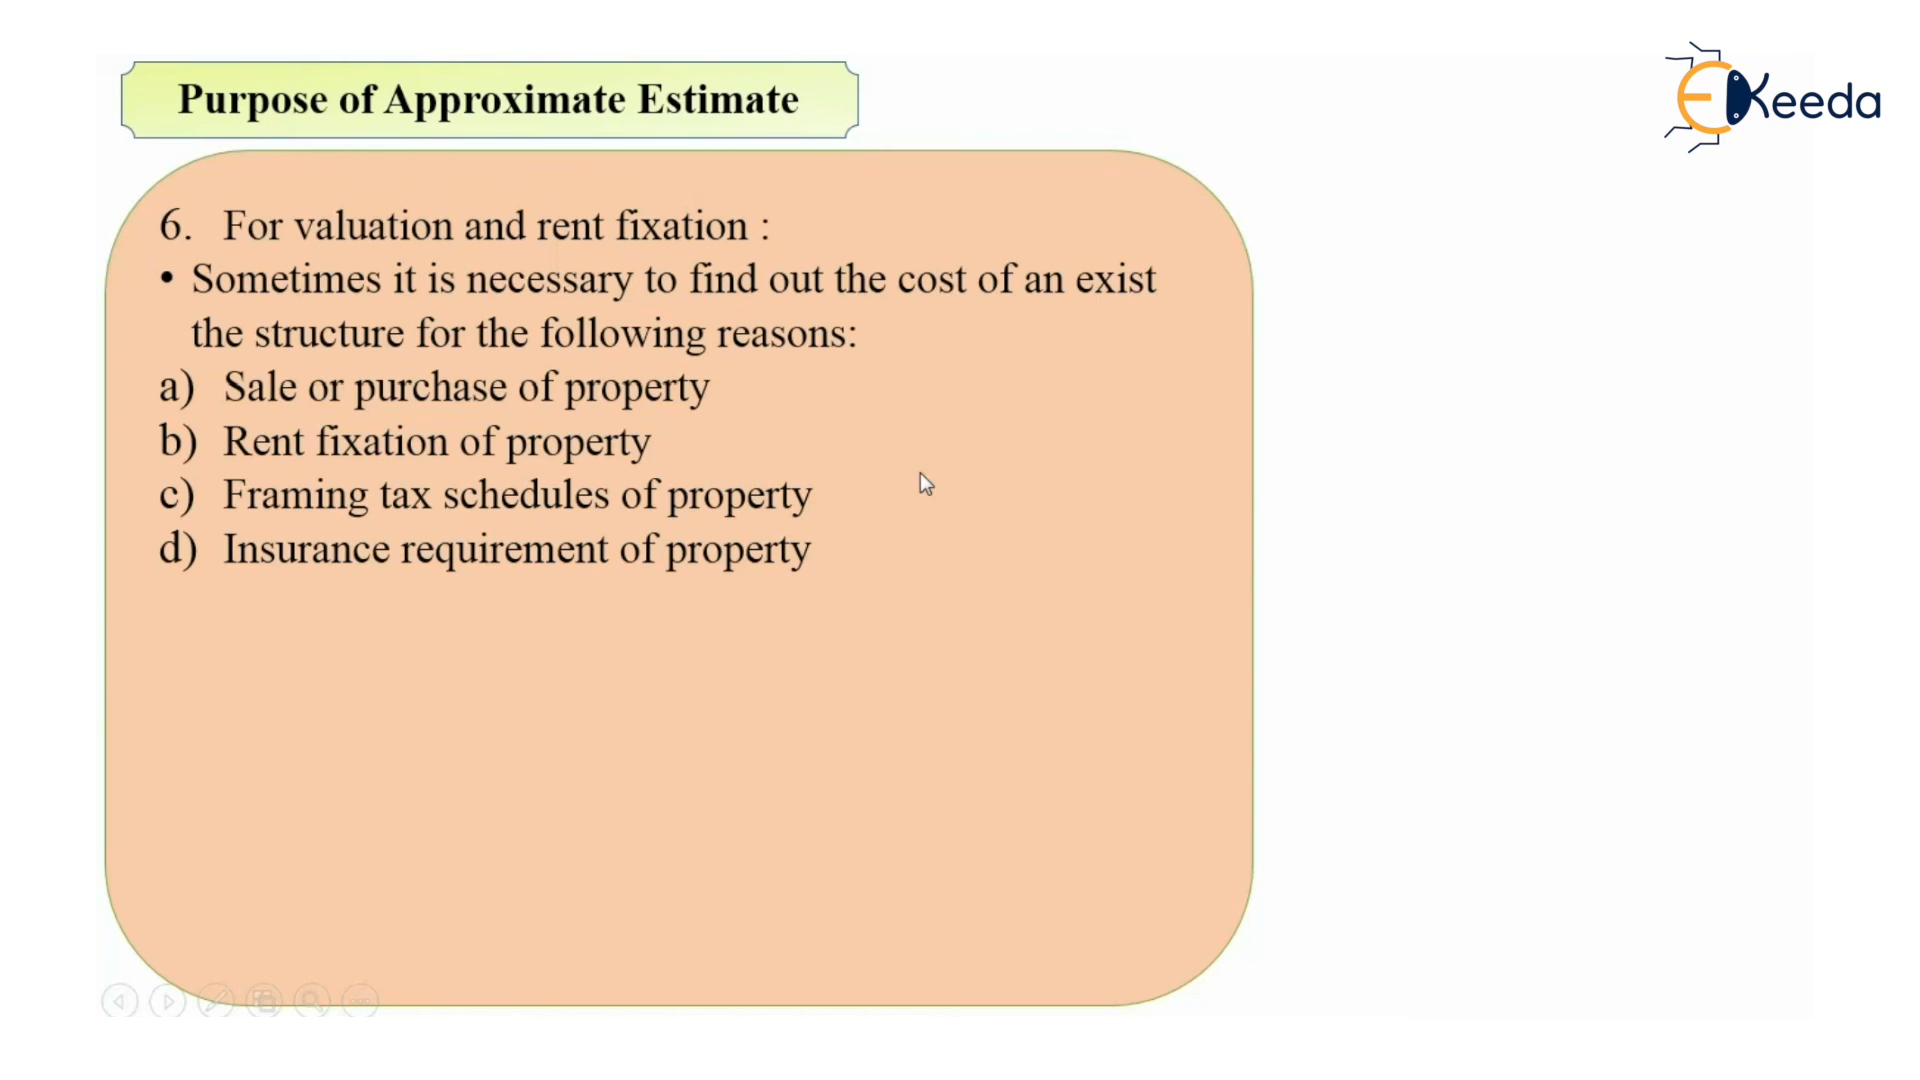 Purpose of Approximate Estimate
EKeeda
6. For valuation and rent fixation :
• Sometimes it is necessary to find out the cost of an exist
the structure for the following reasons:
a) Sale or purchase of property
b) Rent fixation of property
c) Framing tax schedules of property
d) Insurance requirement of property